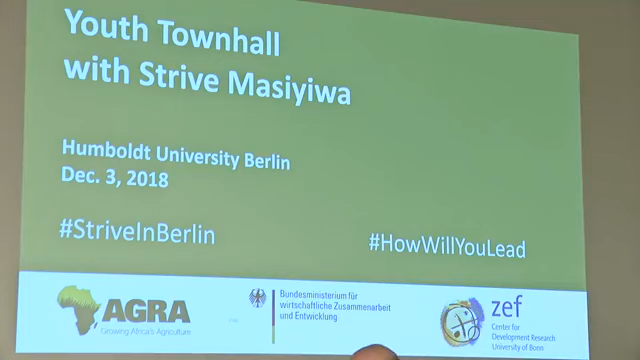 Youth Townhall
with Strive Masiyiwa
Humboldt University Berlin
Dec. 3, 2018
#StriveInBerlin
#HowWillYouLead
AGRA
Growing Africa's Agriculture
Bundesministerium für
wirtschaftliche Zusammenarbeit
und Entwicklung
zef
Center for
Development Research
University of Bonn